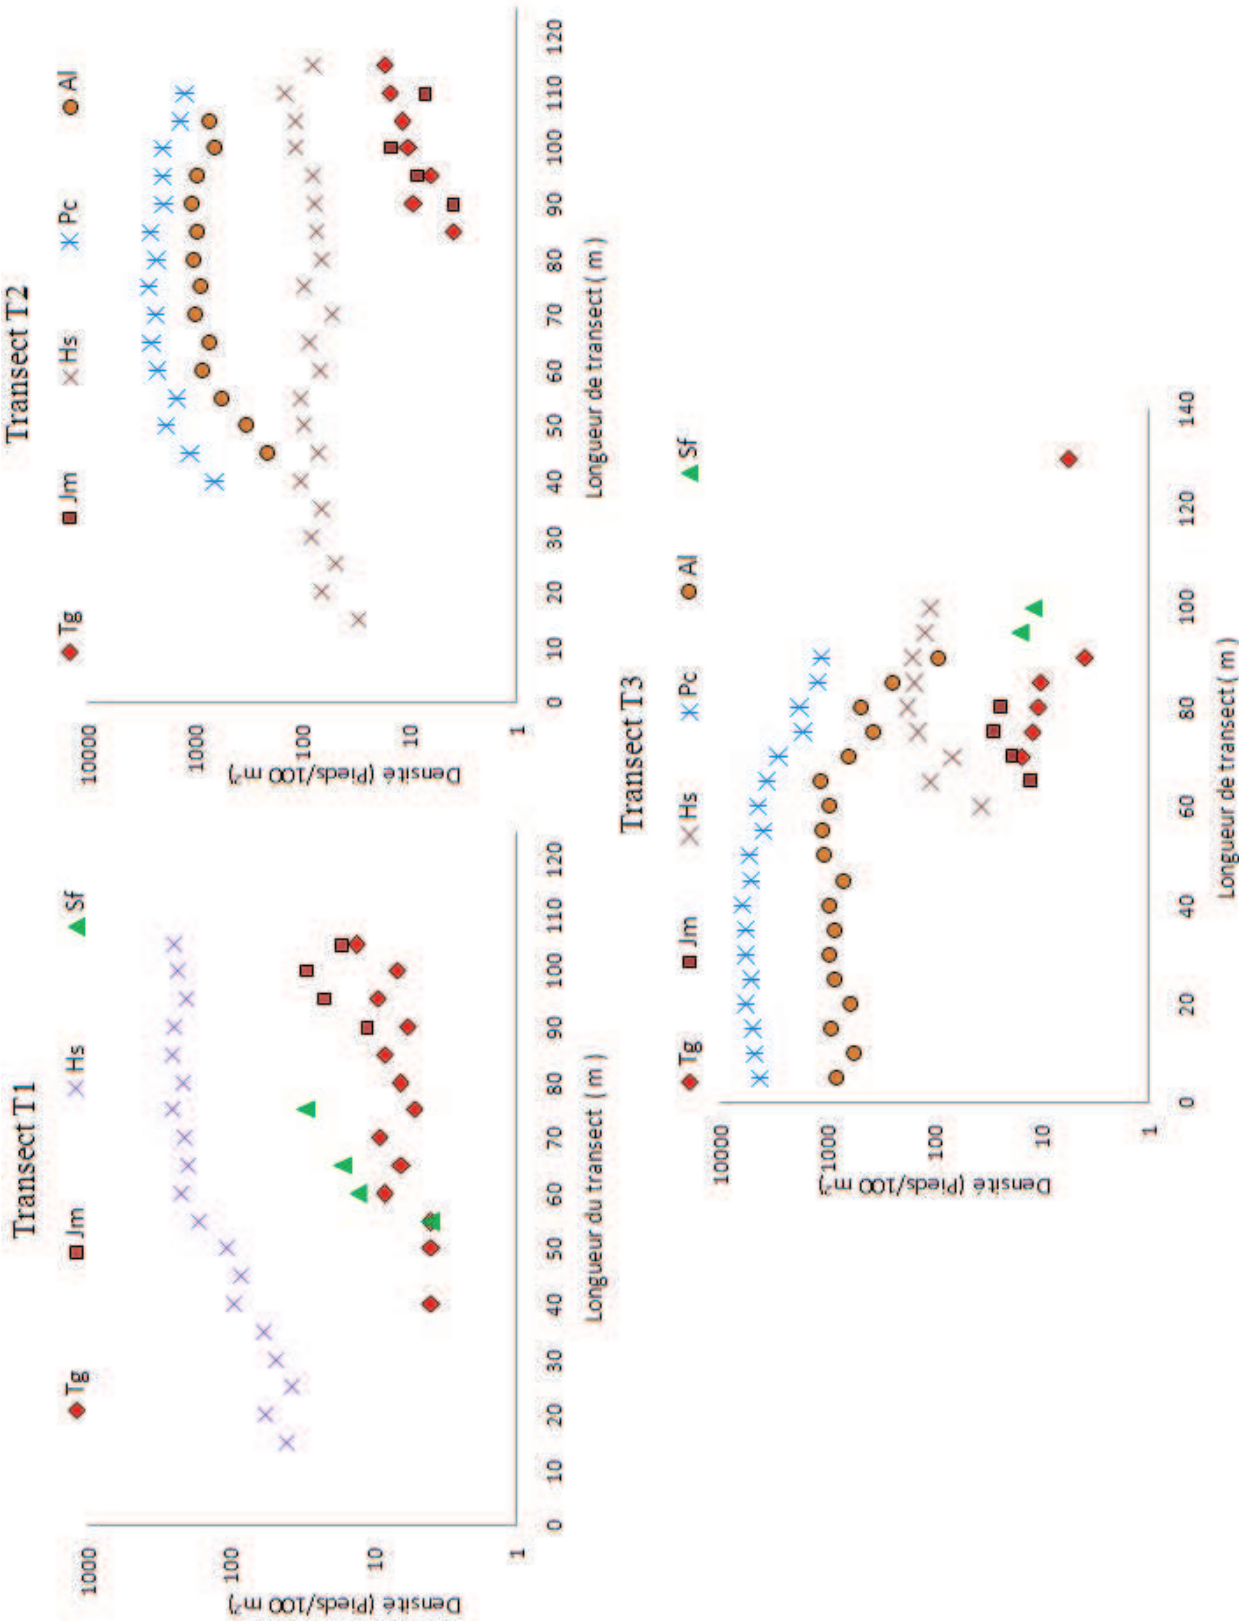 Transect T1
Tg Jm Hs Sf
1000
100
10
1
Densité (Pieds/100 m²)
0 10 20 30 40 50 60 70 80 90 100 110 120
Longueur du transect ( m )
Transect T2
Tg Jm Hs Pc Al
10000
1000
100
10
1
Densité (Pieds/100 m²)
0 10 20 30 40 50 60 70 80 90 100 110 120
Longueur de transect ( m )
Transect T3
Tg Jm Hs Pc Al Sf
10000
1000
100
10
1
Densité (Pieds/100 m²)
0 20 40 60 80 100 120 140
Longueur de transect ( m )